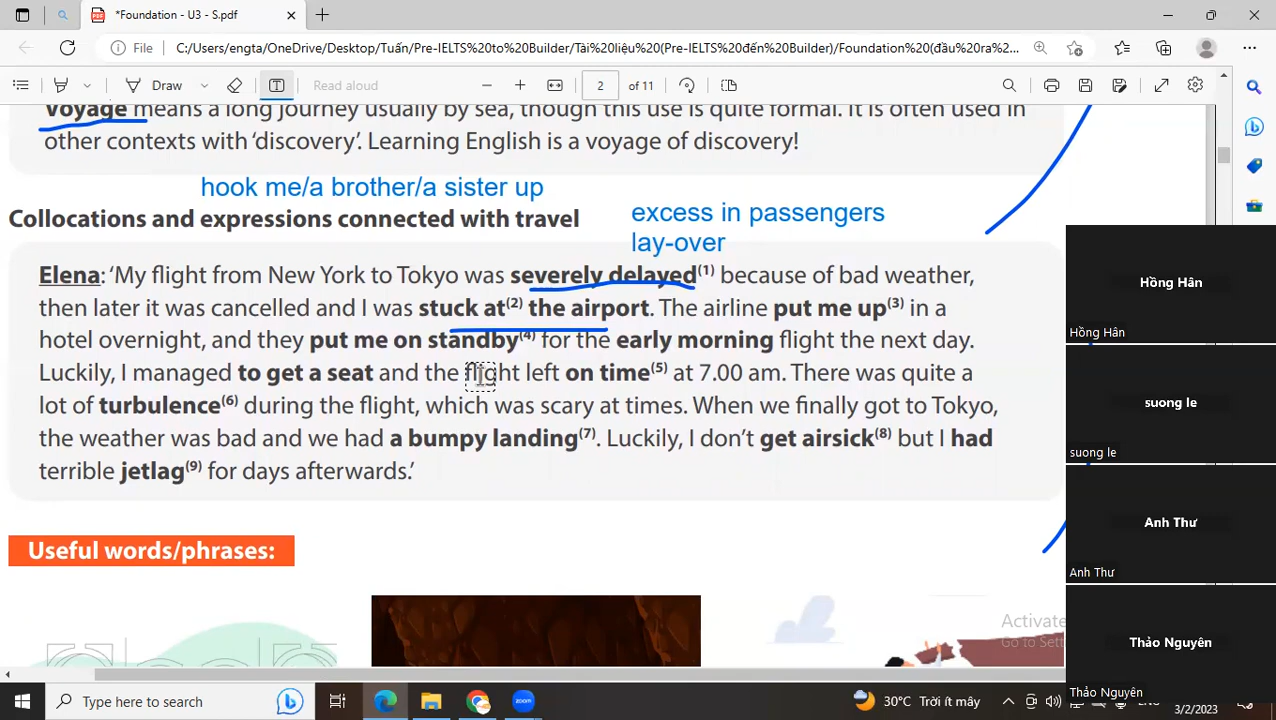 *Foundation - U3 - S.pdf
File C:/Users/engta/OneDrive/Desktop/Tuấn/Pre-IELTS%20to%20Builder/Tài liệu%20(Pre-IELTS%20đến%20Builder)/Foundation%20(đầu%20ra%...
Draw Read aloud 2 of 11
Voyage means a long journey usually by sea, though this use is quite formal. It is often used in
other contexts with ‘discovery’. Learning English is a voyage of discovery!
hook me/a brother/a sister up
Collocations and expressions connected with travel
excess in passengers
lay-over
Elena: ‘My flight from New York to Tokyo was severely delayed(1) because of bad weather,
then later it was cancelled and I was stuck at(2) the airport. The airline put me up(3) in a
hotel overnight, and they put me on standby(4) for the early morning flight the next day.
Luckily, I managed to get a seat and the flight left on time(5) at 7.00 am. There was quite a
lot of turbulence(6) during the flight, which was scary at times. When we finally got to Tokyo,
the weather was bad and we had a bumpy landing(7). Luckily, I don’t get airsick(8) but I had
terrible jetlag(9) for days afterwards.’
Useful words/phrases:
Hồng Hân
Hồng Hân
suong le
suong le
Anh Thư
Anh Thư
Thảo Nguyên
Thảo Nguyên
Activate
Go to Sett
Type here to search
zoom
30°C Trời ít mây
ENG
3/2/2023